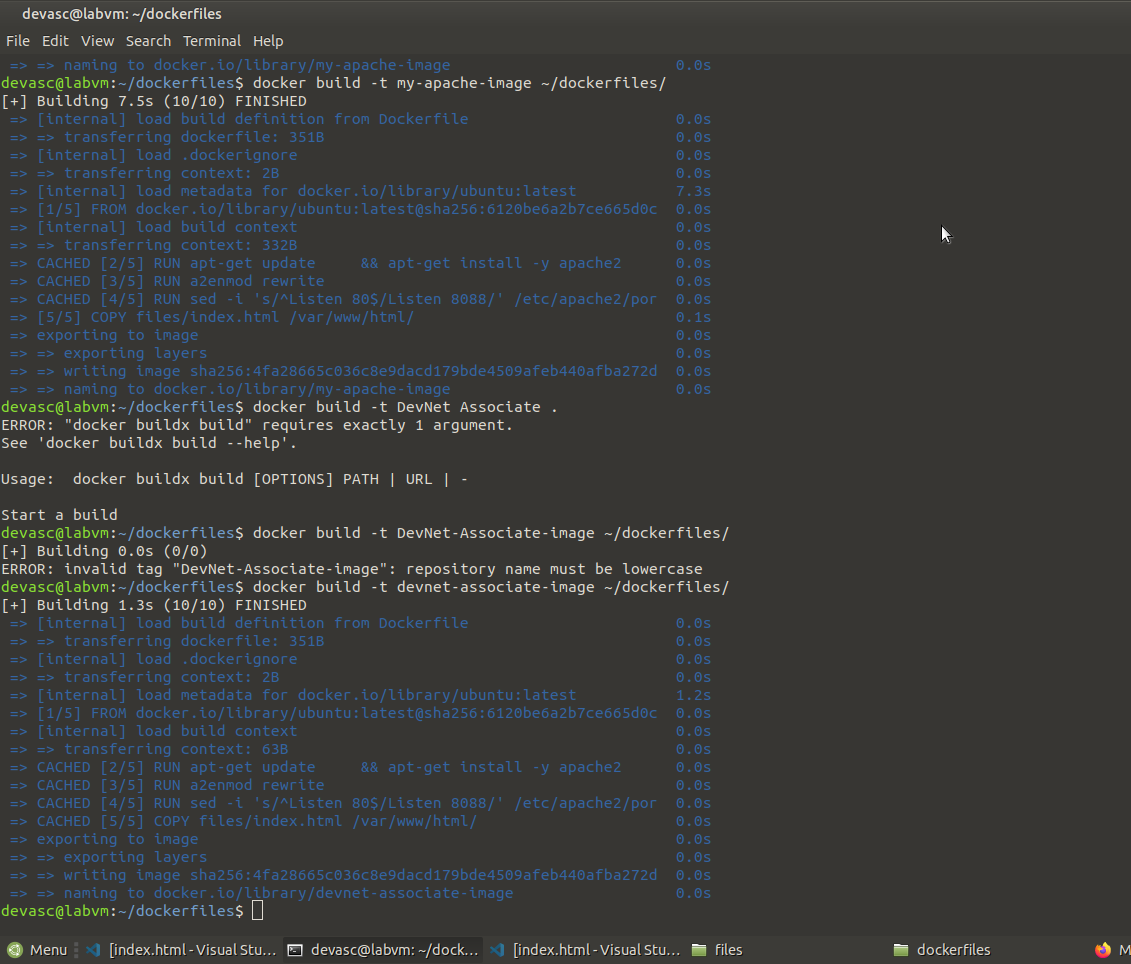 devasc@labvm: ~/dockerfiles
File Edit View Search Terminal Help
=> => naming to docker.io/library/my-apache-image 0.0s
devasc@labvm:~/dockerfiles$ docker build -t my-apache-image ~/dockerfiles/
[+] Building 7.5s (10/10) FINISHED
=> [internal] load build definition from Dockerfile 0.0s
=> => transferring dockerfile: 351B 0.0s
=> [internal] load .dockerignore 0.0s
=> => transferring context: 2B 0.0s
=> [internal] load metadata for docker.io/library/ubuntu:latest 7.3s
=> [1/5] FROM docker.io/library/ubuntu:latest@sha256:6120be6a2b7ce665d0c 0.0s
=> [internal] load build context 0.0s
=> => transferring context: 332B 0.0s
=> CACHED [2/5] RUN apt-get update && apt-get install -y apache2 0.0s
=> CACHED [3/5] RUN a2enmod rewrite 0.0s
=> CACHED [4/5] RUN sed -i 's/^Listen 80$/Listen 8088/' /etc/apache2/por 0.0s
=> [5/5] COPY files/index.html /var/www/html/ 0.1s
=> exporting to image 0.0s
=> => exporting layers 0.0s
=> => writing image sha256:4fa28665c036c8e9dacd179bde4509afeb440afba272d 0.0s
=> => naming to docker.io/library/my-apache-image 0.0s
devasc@labvm:~/dockerfiles$ docker build -t DevNet Associate .
ERROR: "docker buildx build" requires exactly 1 argument.
See 'docker buildx build --help'.
Usage:  docker buildx build [OPTIONS] PATH | URL | -
Start a build
devasc@labvm:~/dockerfiles$ docker build -t DevNet-Associate-image ~/dockerfiles/
[+] Building 0.0s (0/0)
ERROR: invalid tag "DevNet-Associate-image": repository name must be lowercase
devasc@labvm:~/dockerfiles$ docker build -t devnet-associate-image ~/dockerfiles/
[+] Building 1.3s (10/10) FINISHED
=> [internal] load build definition from Dockerfile 0.0s
=> => transferring dockerfile: 351B 0.0s
=> [internal] load .dockerignore 0.0s
=> => transferring context: 2B 0.0s
=> [internal] load metadata for docker.io/library/ubuntu:latest 1.2s
=> [1/5] FROM docker.io/library/ubuntu:latest@sha256:6120be6a2b7ce665d0c 0.0s
=> [internal] load build context 0.0s
=> => transferring context: 63B 0.0s
=> CACHED [2/5] RUN apt-get update && apt-get install -y apache2 0.0s
=> CACHED [3/5] RUN a2enmod rewrite 0.0s
=> CACHED [4/5] RUN sed -i 's/^Listen 80$/Listen 8088/' /etc/apache2/por 0.0s
=> CACHED [5/5] COPY files/index.html /var/www/html/ 0.0s
=> exporting to image 0.0s
=> => exporting layers 0.0s
=> => writing image sha256:4fa28665c036c8e9dacd179bde4509afeb440afba272d 0.0s
=> => naming to docker.io/library/devnet-associate-image 0.0s
devasc@labvm:~/dockerfiles$
Menu [index.html - Visual Stu... devasc@labvm: ~/dock... [index.html - Visual Stu... files dockerfiles M